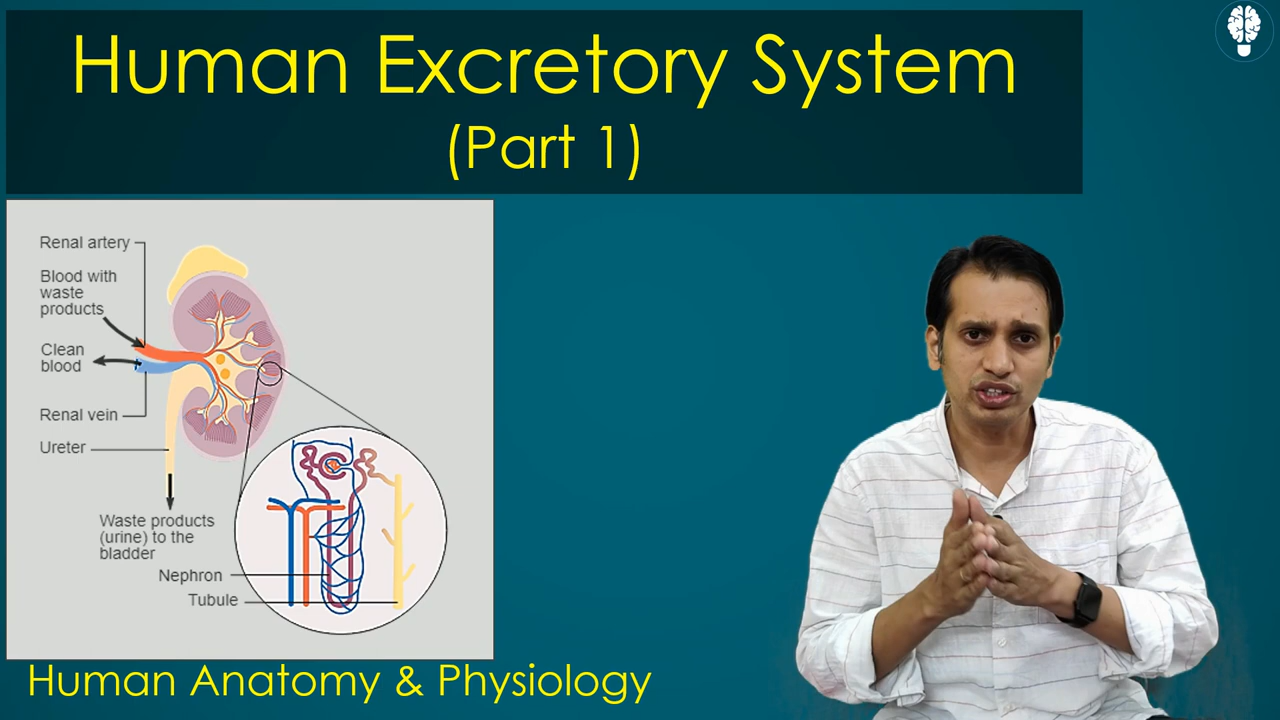 Human Excretory System
(Part 1)
Renal artery
Blood with
waste
products
Clean
blood
Renal vein
Ureter
Waste products
(urine) to the
bladder
Nephron
Tubule
Human Anatomy & Physiology